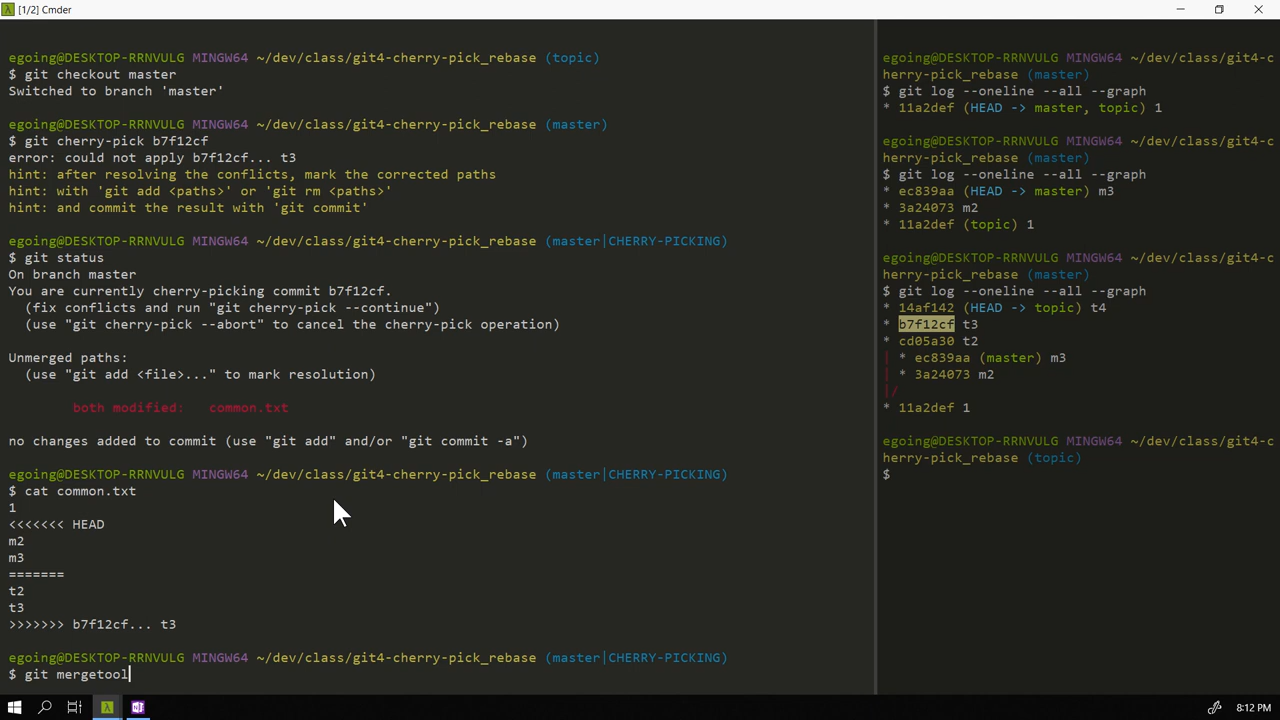 [1/2] Cmder
egoing@DESKTOP-RRNVULG MINGW64 ~/dev/class/git4-cherry-pick_rebase (topic)
$ git checkout master
Switched to branch 'master'
egoing@DESKTOP-RRNVULG MINGW64 ~/dev/class/git4-cherry-pick_rebase (master)
$ git cherry-pick b7f12cf
error: could not apply b7f12cf... t3
hint: after resolving the conflicts, mark the corrected paths
hint: with 'git add <paths>' or 'git rm <paths>'
hint: and commit the result with 'git commit'
egoing@DESKTOP-RRNVULG MINGW64 ~/dev/class/git4-cherry-pick_rebase (master|CHERRY-PICKING)
$ git status
On branch master
You are currently cherry-picking commit b7f12cf.
(fix conflicts and run "git cherry-pick --continue")
(use "git cherry-pick --abort" to cancel the cherry-pick operation)
Unmerged paths:
(use "git add <file>..." to mark resolution)
both modified: common.txt
no changes added to commit (use "git add" and/or "git commit -a")
egoing@DESKTOP-RRNVULG MINGW64 ~/dev/class/git4-cherry-pick_rebase (master|CHERRY-PICKING)
$ cat common.txt
1
<<<<<<< HEAD
m2
m3
=======
t2
t3
>>>>>>> b7f12cf... t3
egoing@DESKTOP-RRNVULG MINGW64 ~/dev/class/git4-cherry-pick_rebase (master|CHERRY-PICKING)
$ git mergetool
egoing@DESKTOP-RRNVULG MINGW64 ~/dev/class/git4-c
herry-pick_rebase (master)
$ git log --oneline --all --graph
* 11a2def (HEAD -> master, topic) 1
egoing@DESKTOP-RRNVULG MINGW64 ~/dev/class/git4-c
herry-pick_rebase (master)
$ git log --oneline --all --graph
* ec839aa (HEAD -> master) m3
* 3a24073 m2
* 11a2def (topic) 1
egoing@DESKTOP-RRNVULG MINGW64 ~/dev/class/git4-c
herry-pick_rebase (master)
$ git log --oneline --all --graph
* 14af142 (HEAD -> topic) t4
* b7f12cf t3
* cd05a30 t2
| * ec839aa (master) m3
| * 3a24073 m2
|/
* 11a2def 1
egoing@DESKTOP-RRNVULG MINGW64 ~/dev/class/git4-c
herry-pick_rebase (topic)
$
8:12 PM